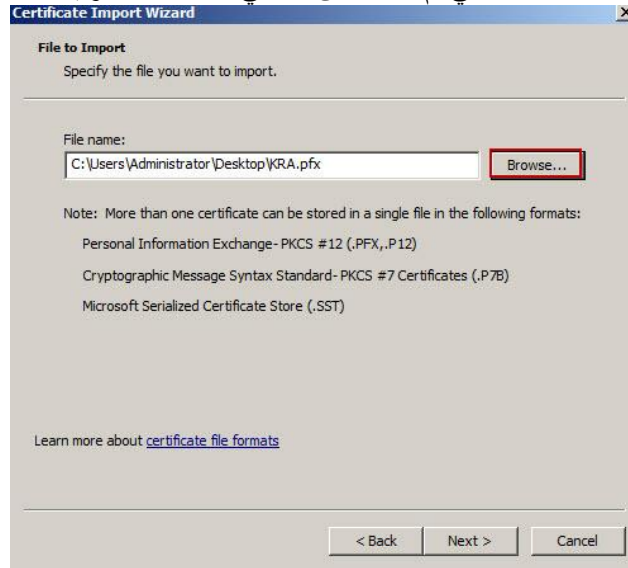 Certificate Import Wizard
File to Import
Specify the file you want to import.
File name:
C:\Users\Administrator\Desktop\KRA.pfx
Browse...
Note: More than one certificate can be stored in a single file in the following formats:
Personal Information Exchange- PKCS #12 (.PFX,.P12)
Cryptographic Message Syntax Standard- PKCS #7 Certificates (.P7B)
Microsoft Serialized Certificate Store (.SST)
Learn more about certificate file formats
< Back
Next >
Cancel